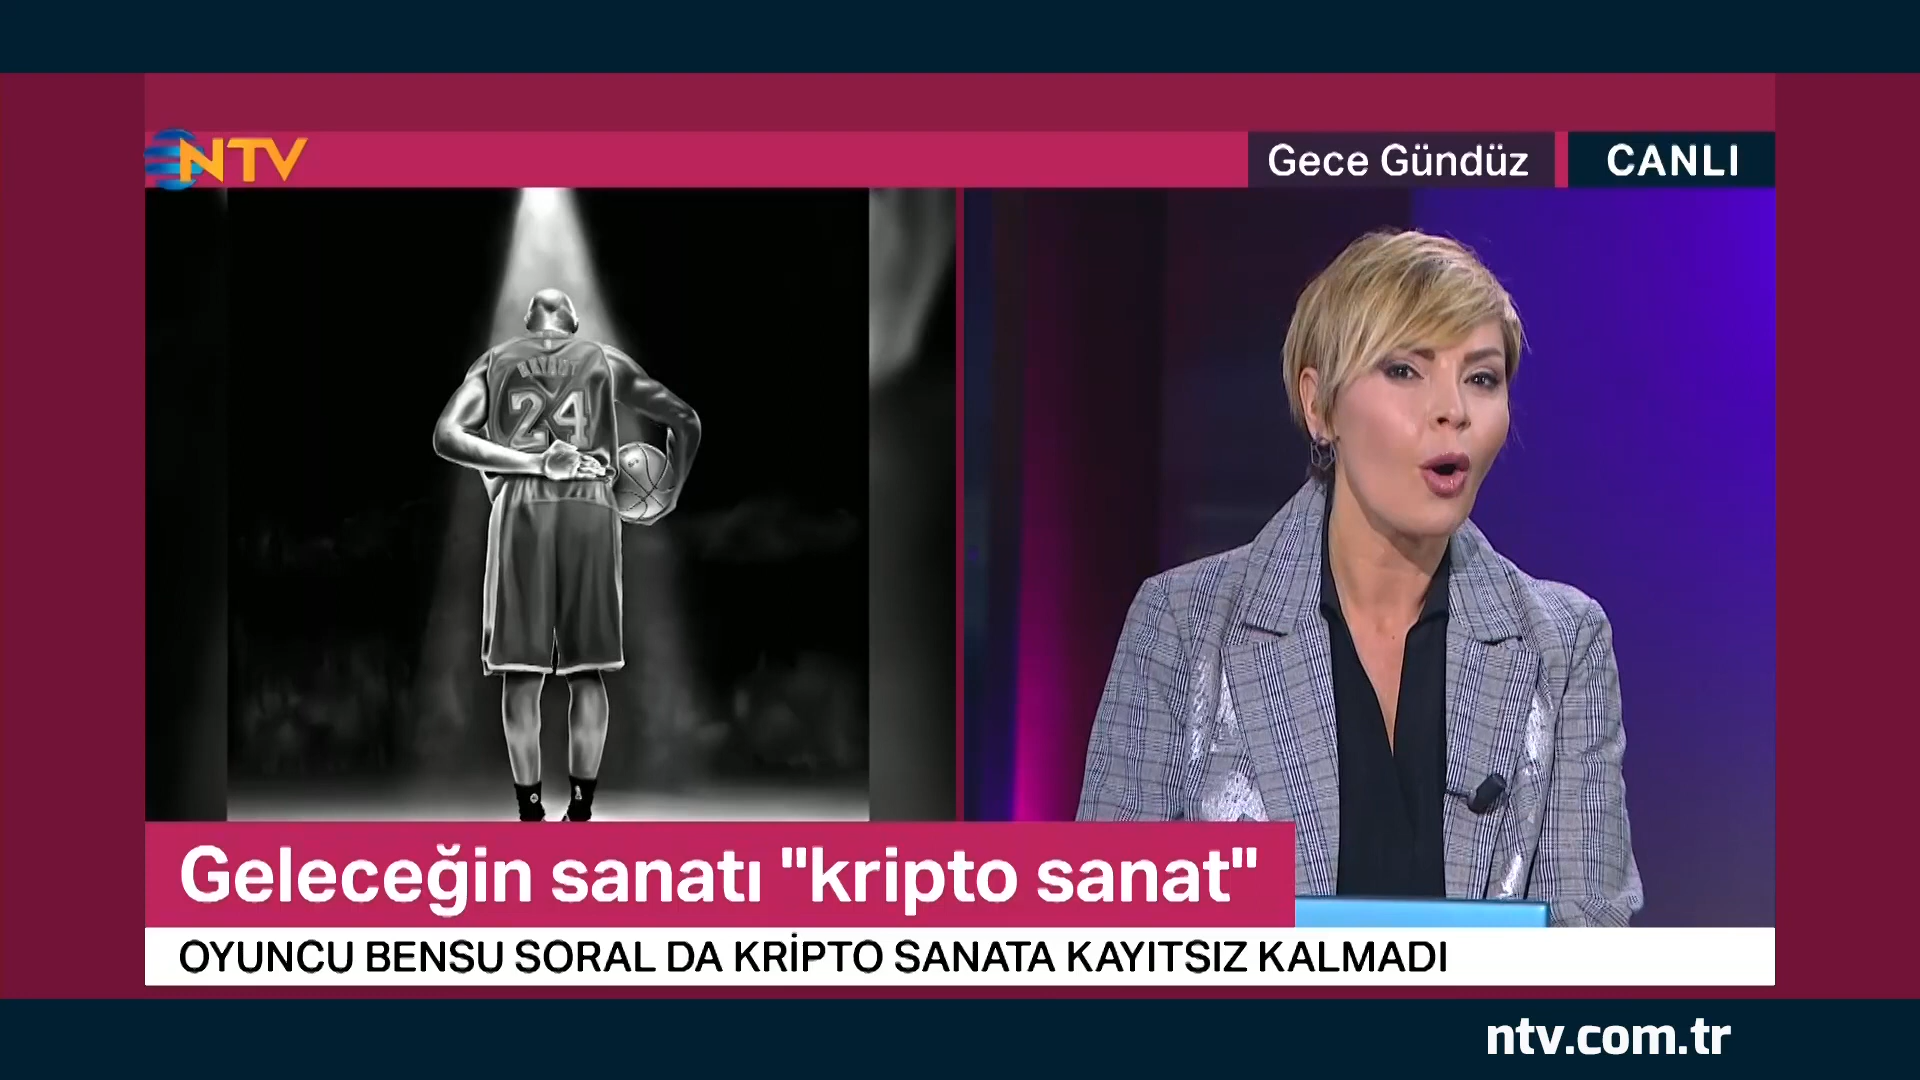 NTV
Gece Gündüz
CANLI
BRYANT
24
Geleceğin sanatı "kripto sanat"
OYUNCU BENSU SORAL DA KRİPTO SANATA KAYITSIZ KALMADI
ntv.com.tr